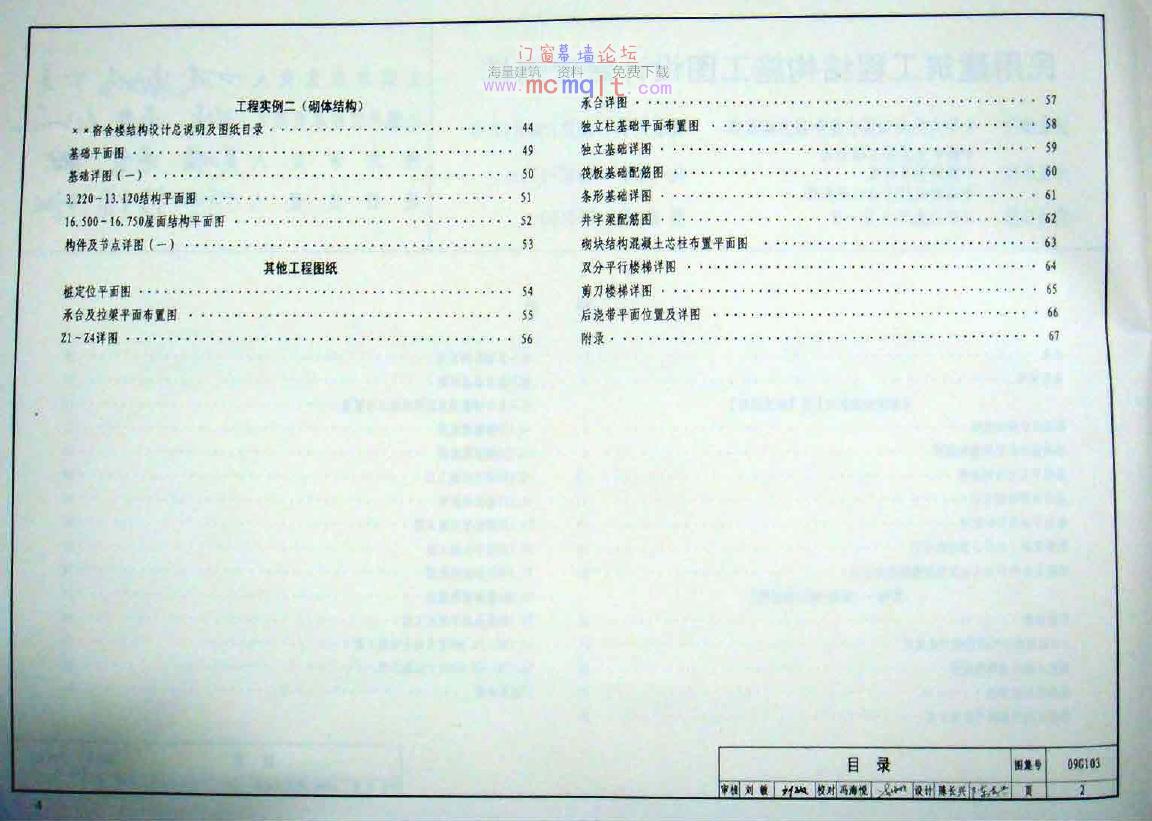 门窗幕墙论坛
海量建筑 资料 免费下载
www.mcmqlt.com
工程实例二(砌体结构)
××宿舍楼结构设计总说明及图纸目录 44
基础平面图 49
基础详图(一) 50
3.220~13.120结构平面图 51
16.500~16.750屋面结构平面图 52
构件及节点详图(一) 53
其他工程图纸
桩定位平面图 54
承台及拉梁平面布置图 55
Z1~Z4详图 56
承台详图 57
独立柱基础平面布置图 58
独立基础详图 59
筏板基础配筋图 60
条形基础详图 61
井字梁配筋图 62
砌块结构混凝土芯柱布置平面图 63
双分平行楼梯详图 64
剪刀楼梯详图 65
后浇带平面位置及详图 66
附录 67
目录 图集号 09G103
审核 刘敏 校对 冯海悦 设计 陈长兴 页 2
4